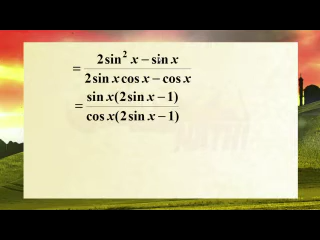 = 2sin² x − sin x / 2sin x cos x − cos x
= sin x(2sin x − 1) / cos x(2sin x − 1)